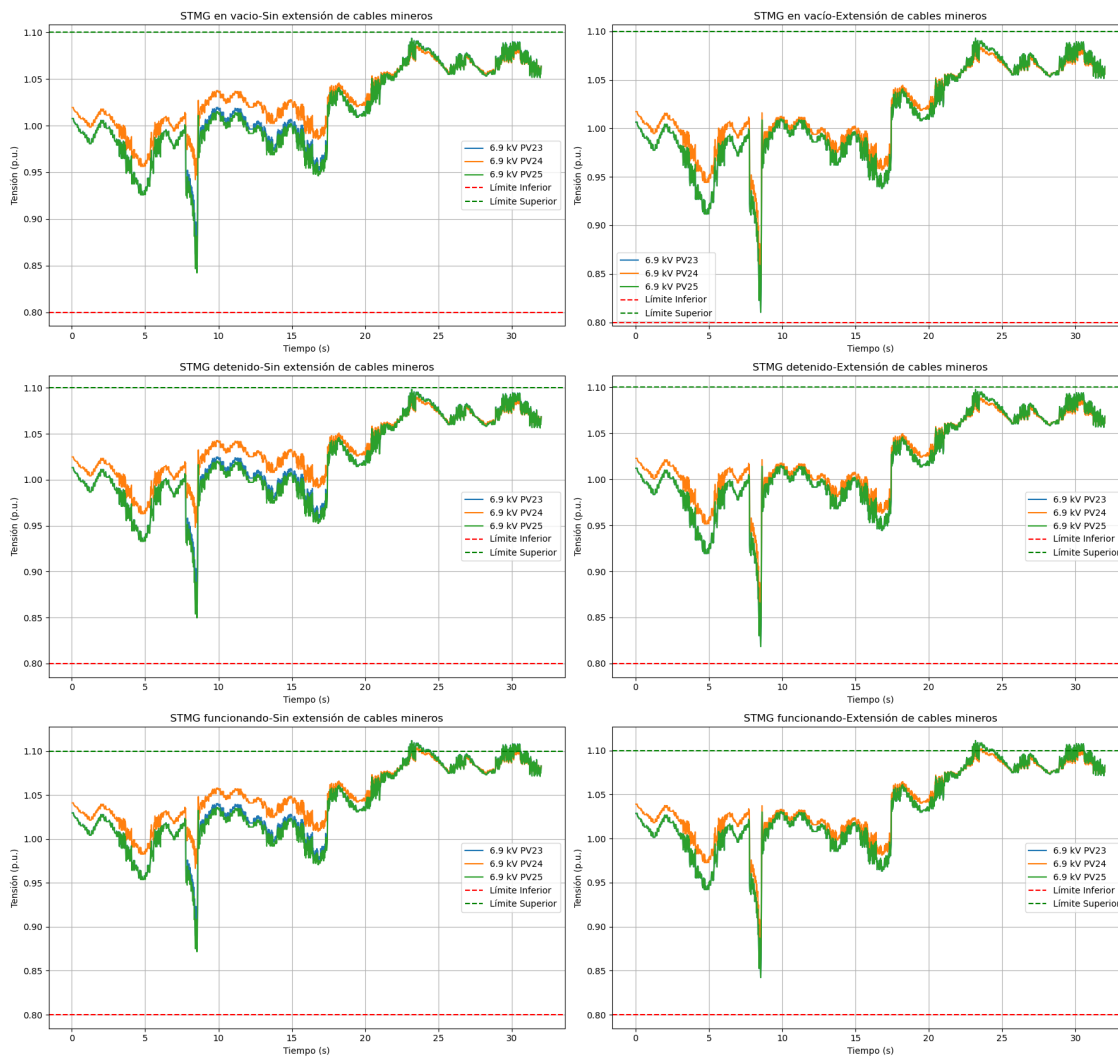 STMG en vacio-Sin extensión de cables mineros
1.10
1.05
1.00
0.95
0.90
0.85
0.80
Tensión (p.u.)
6.9 kV PV23
6.9 kV PV24
6.9 kV PV25
Límite Inferior
Límite Superior
0 5 10 15 20 25 30
Tiempo (s)
STMG en vacío-Extensión de cables mineros
1.10
1.05
1.00
0.95
0.90
0.85
0.80
Tensión (p.u.)
6.9 kV PV23
6.9 kV PV24
6.9 kV PV25
Límite Inferior
Límite Superior
0 5 10 15 20 25 30
Tiempo (s)
STMG detenido-Sin extensión de cables mineros
1.10
1.05
1.00
0.95
0.90
0.85
0.80
Tensión (p.u.)
6.9 kV PV23
6.9 kV PV24
6.9 kV PV25
Límite Inferior
Límite Superior
0 5 10 15 20 25 30
Tiempo (s)
STMG detenido-Extensión de cables mineros
1.10
1.05
1.00
0.95
0.90
0.85
0.80
Tensión (p.u.)
6.9 kV PV23
6.9 kV PV24
6.9 kV PV25
Límite Inferior
Límite Superior
0 5 10 15 20 25 30
Tiempo (s)
STMG funcionando-Sin extensión de cables mineros
1.10
1.05
1.00
0.95
0.90
0.85
0.80
Tensión (p.u.)
6.9 kV PV23
6.9 kV PV24
6.9 kV PV25
Límite Inferior
Límite Superior
0 5 10 15 20 25 30
Tiempo (s)
STMG funcionando-Extensión de cables mineros
1.10
1.05
1.00
0.95
0.90
0.85
0.80
Tensión (p.u.)
6.9 kV PV23
6.9 kV PV24
6.9 kV PV25
Límite Inferior
Límite Superior
0 5 10 15 20 25 30
Tiempo (s)